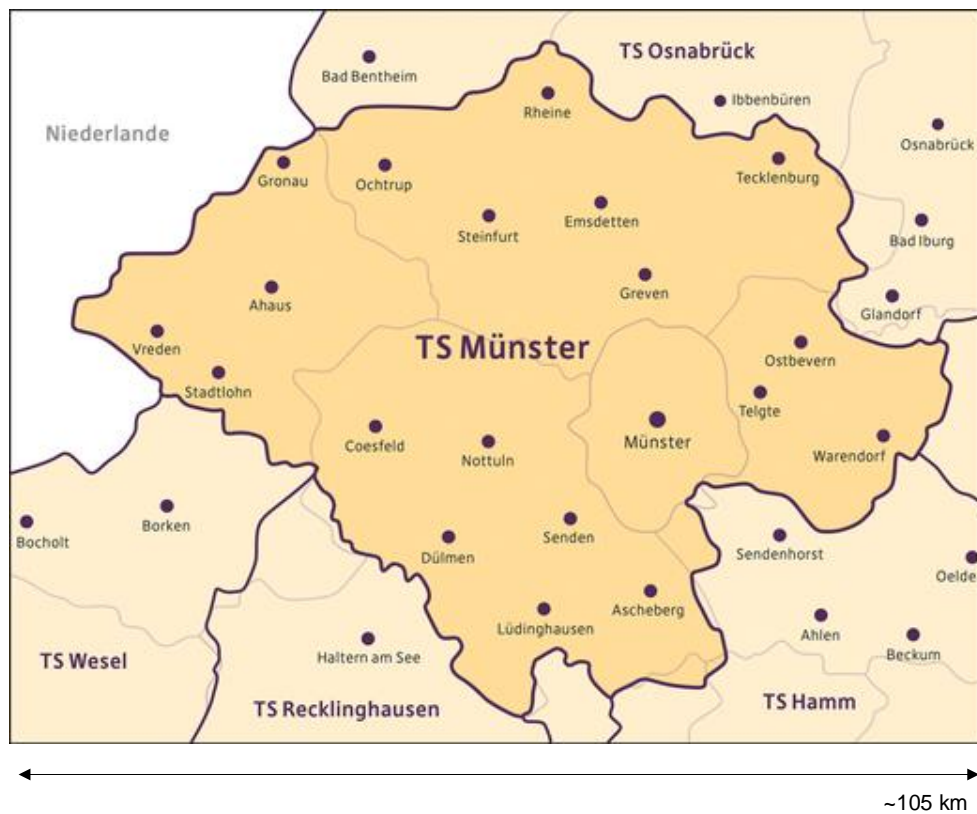 TS Osnabrück
Bad Bentheim
Rheine
Ibbenbüren
Niederlande
Osnabrück
Gronau
Ochtrup
Tecklenburg
Steinfurt
Emsdetten
Bad Iburg
Ahaus
Greven
Glandorf
Vreden
TS Münster
Ostbevern
Stadtlohn
Telgte
Coesfeld
Nottuln
Münster
Warendorf
Borken
Bocholt
Dülmen
Senden
Sendenhorst
Oelde
Lüdinghausen
Ascheberg
Ahlen
Beckum
TS Wesel
Haltern am See
TS Recklinghausen
TS Hamm
~105 km